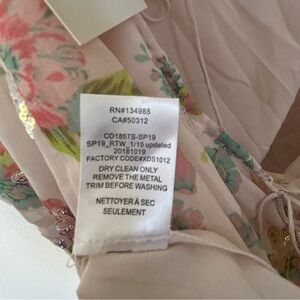 RN#134985
CA#50312
CD1857S-SP19
SP19_RTW_1/15 updated
20181019
FACTORY CODE#XDS1012
DRY CLEAN ONLY
REMOVE THE METAL
TRIM BEFORE WASHING
NETTOYER À SEC
SEULEMENT